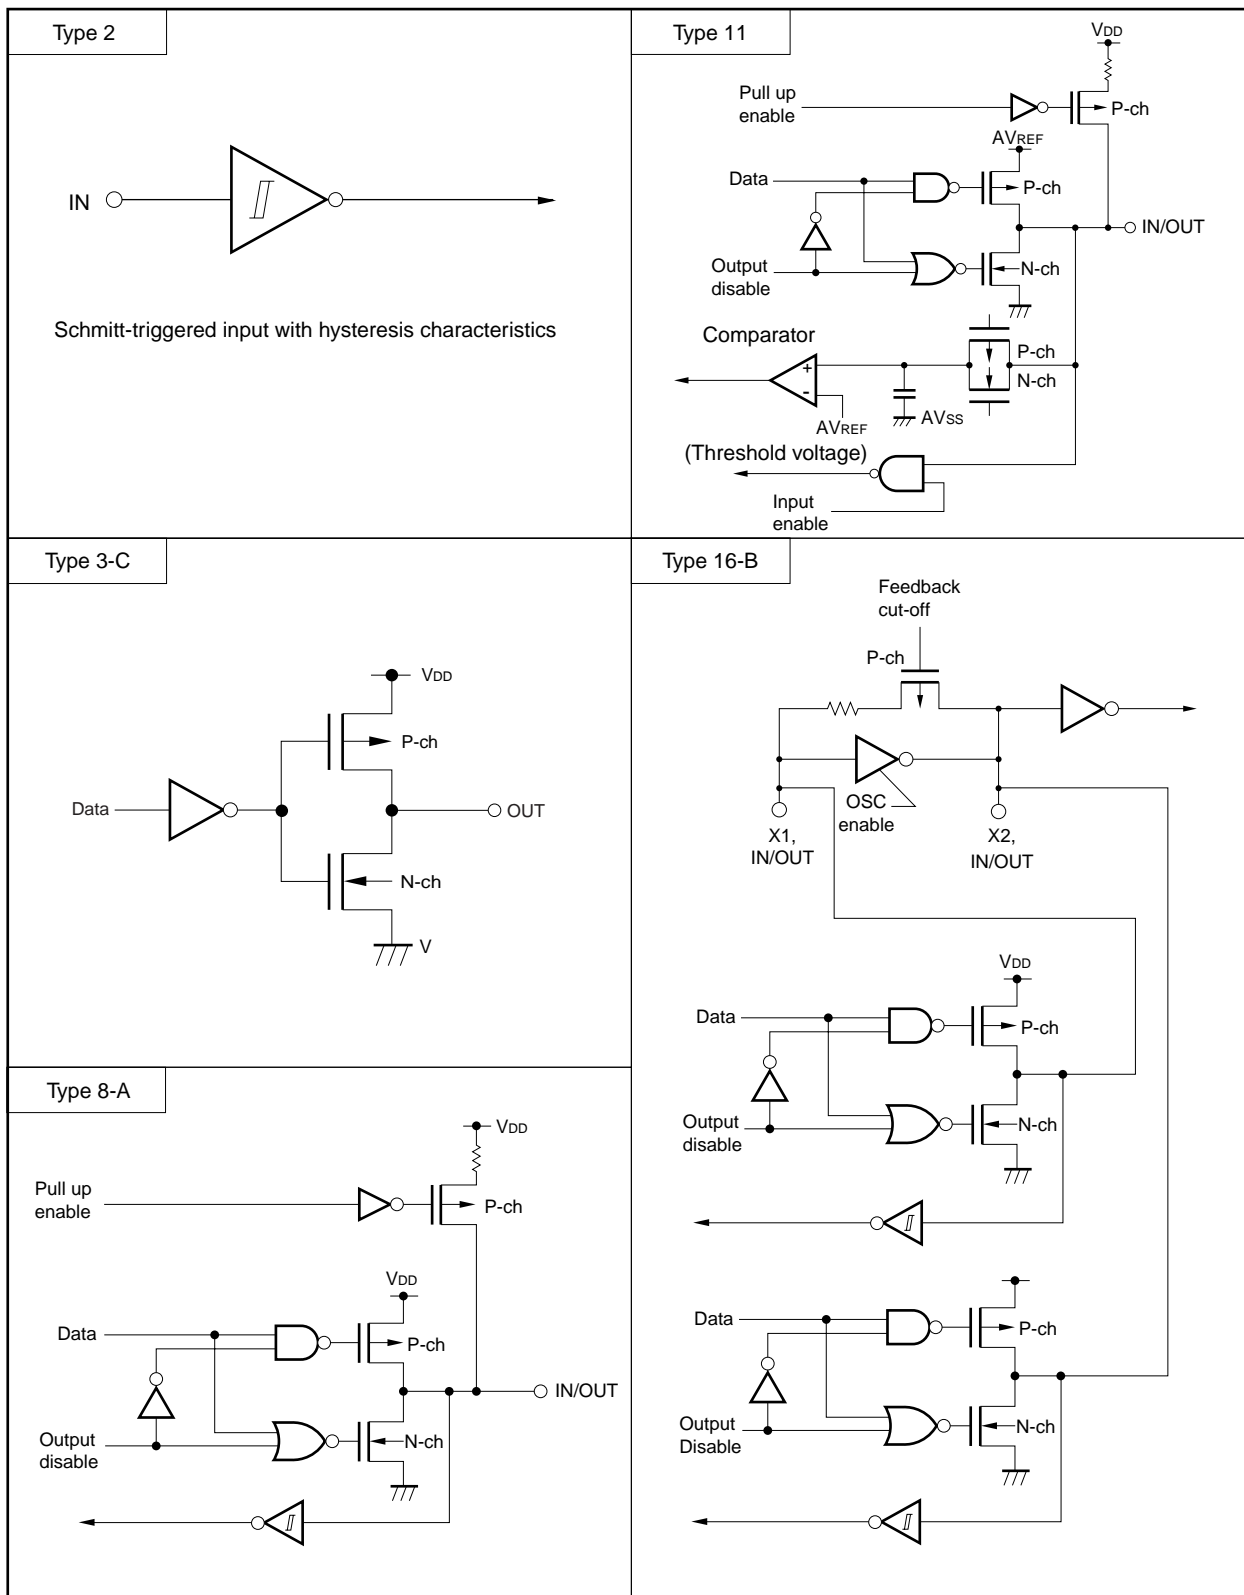 Type 2
IN
Schmitt-triggered input with hysteresis characteristics
Type 11
VDD
Pull up
enable
P-ch
AVREF
Data
P-ch
IN/OUT
Output
disable
N-ch
Comparator
P-ch
N-ch
+
-
AVREF
AVSS
(Threshold voltage)
Input
enable
Type 3-C
VDD
P-ch
Data
OUT
N-ch
V
Type 8-A
VDD
Pull up
enable
P-ch
VDD
Data
P-ch
IN/OUT
Output
disable
N-ch
Type 16-B
Feedback
cut-off
P-ch
OSC
enable
X1,
IN/OUT
X2,
IN/OUT
VDD
Data
P-ch
Output
disable
N-ch
Data
P-ch
Output
Disable
N-ch